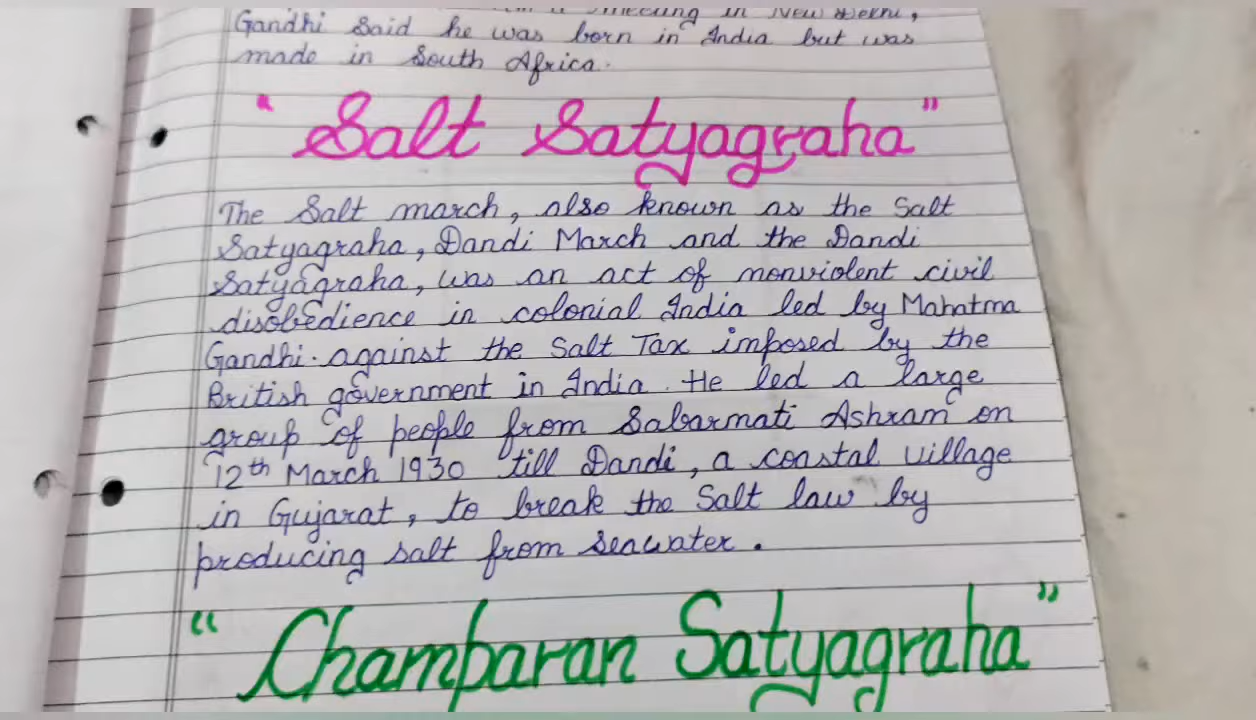 meeting in New Delhi,
Gandhi Said he was born in India but was
made in South Africa.
"Salt Satyagraha"
The Salt march, also known as the Salt
Satyagraha, Dandi March and the Dandi
Satyagraha, was an act of nonviolent civil
disobedience in colonial India led by Mahatma
Gandhi. against the Salt Tax imposed by the
British government in India. He led a large
group of people from Sabarmati Ashram on
12th March 1930 till Dandi, a coastal village
in Gujarat, to break the Salt law by
producing salt from seawater.
"Champaran Satyagraha"